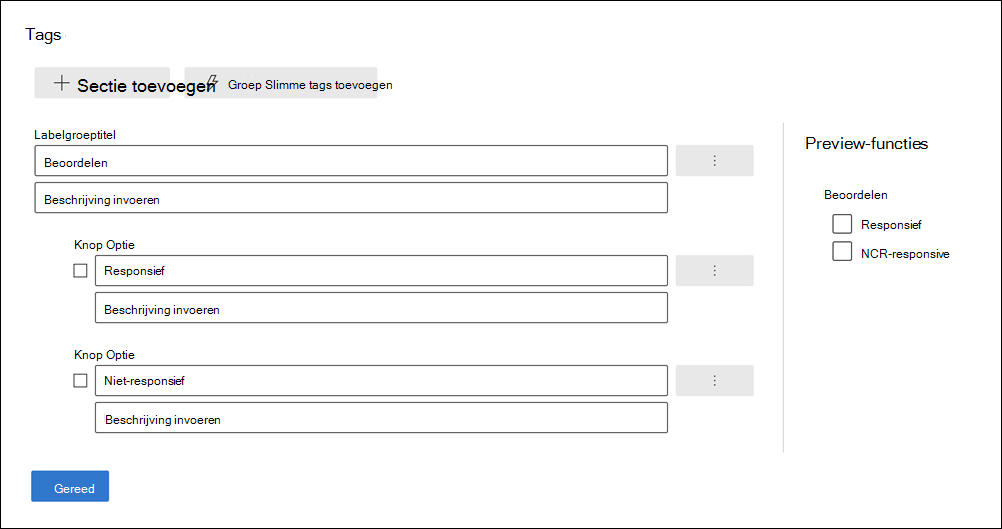 Tags
Sectie toevoegen
Groep Slimme tags toevoegen
Labelgroeptitel
Beoordelen
Beschrijving invoeren
Knop Optie
Responsief
Beschrijving invoeren
Knop Optie
Niet-responsief
Beschrijving invoeren
Gereed
Preview-functies
Beoordelen
Responsief
NCR-responsive